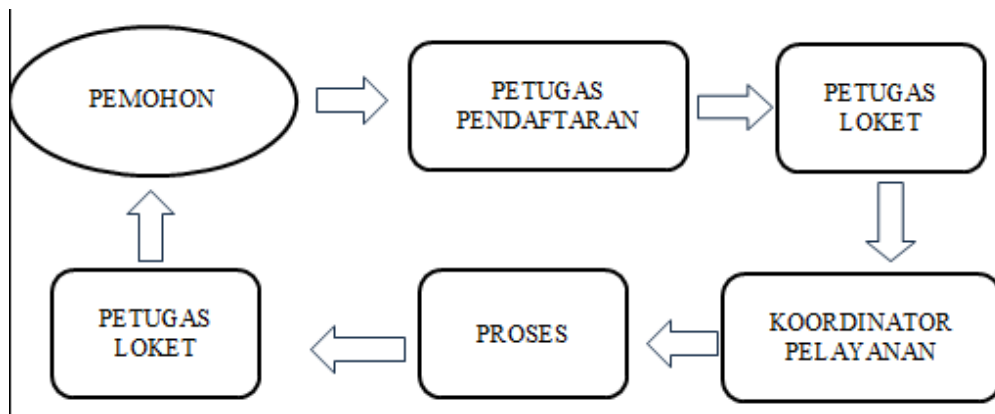 PEMOHON
PETUGAS
PENDAFTARAN
PETUGAS
LOKET
KOORDINATOR
PELAYANAN
PROSES
PETUGAS
LOKET